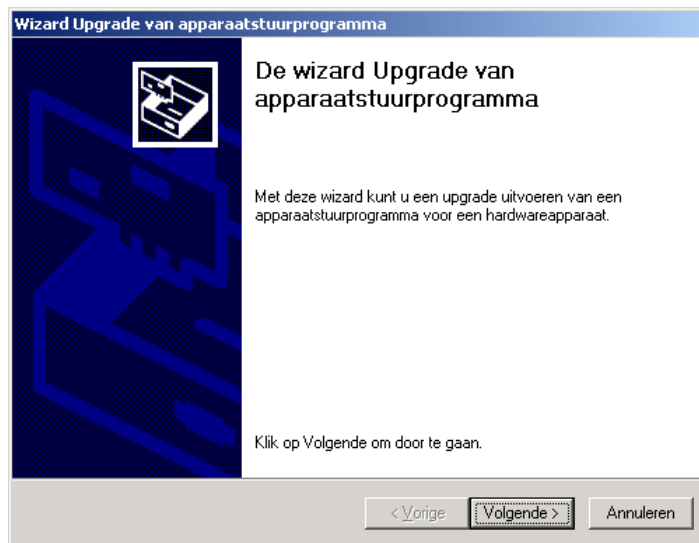 Wizard Upgrade van apparaatstuurprogramma
De wizard Upgrade van
apparaatstuurprogramma
Met deze wizard kunt u een upgrade uitvoeren van een
apparaatstuurprogramma voor een hardwareapparaat.
Klik op Volgende om door te gaan.
< Vorige
Volgende >
Annuleren